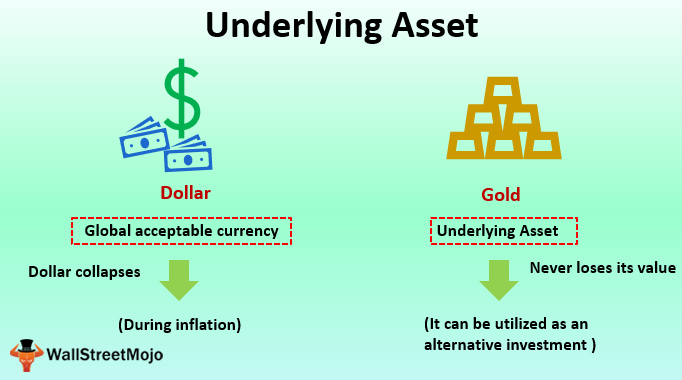 Underlying Asset
$
Dollar
Gold
Global acceptable currency
Underlying Asset
Dollar collapses
Never loses its value
(During inflation)
(It can be utilized as an
alternative investment )
WallStreetMojo